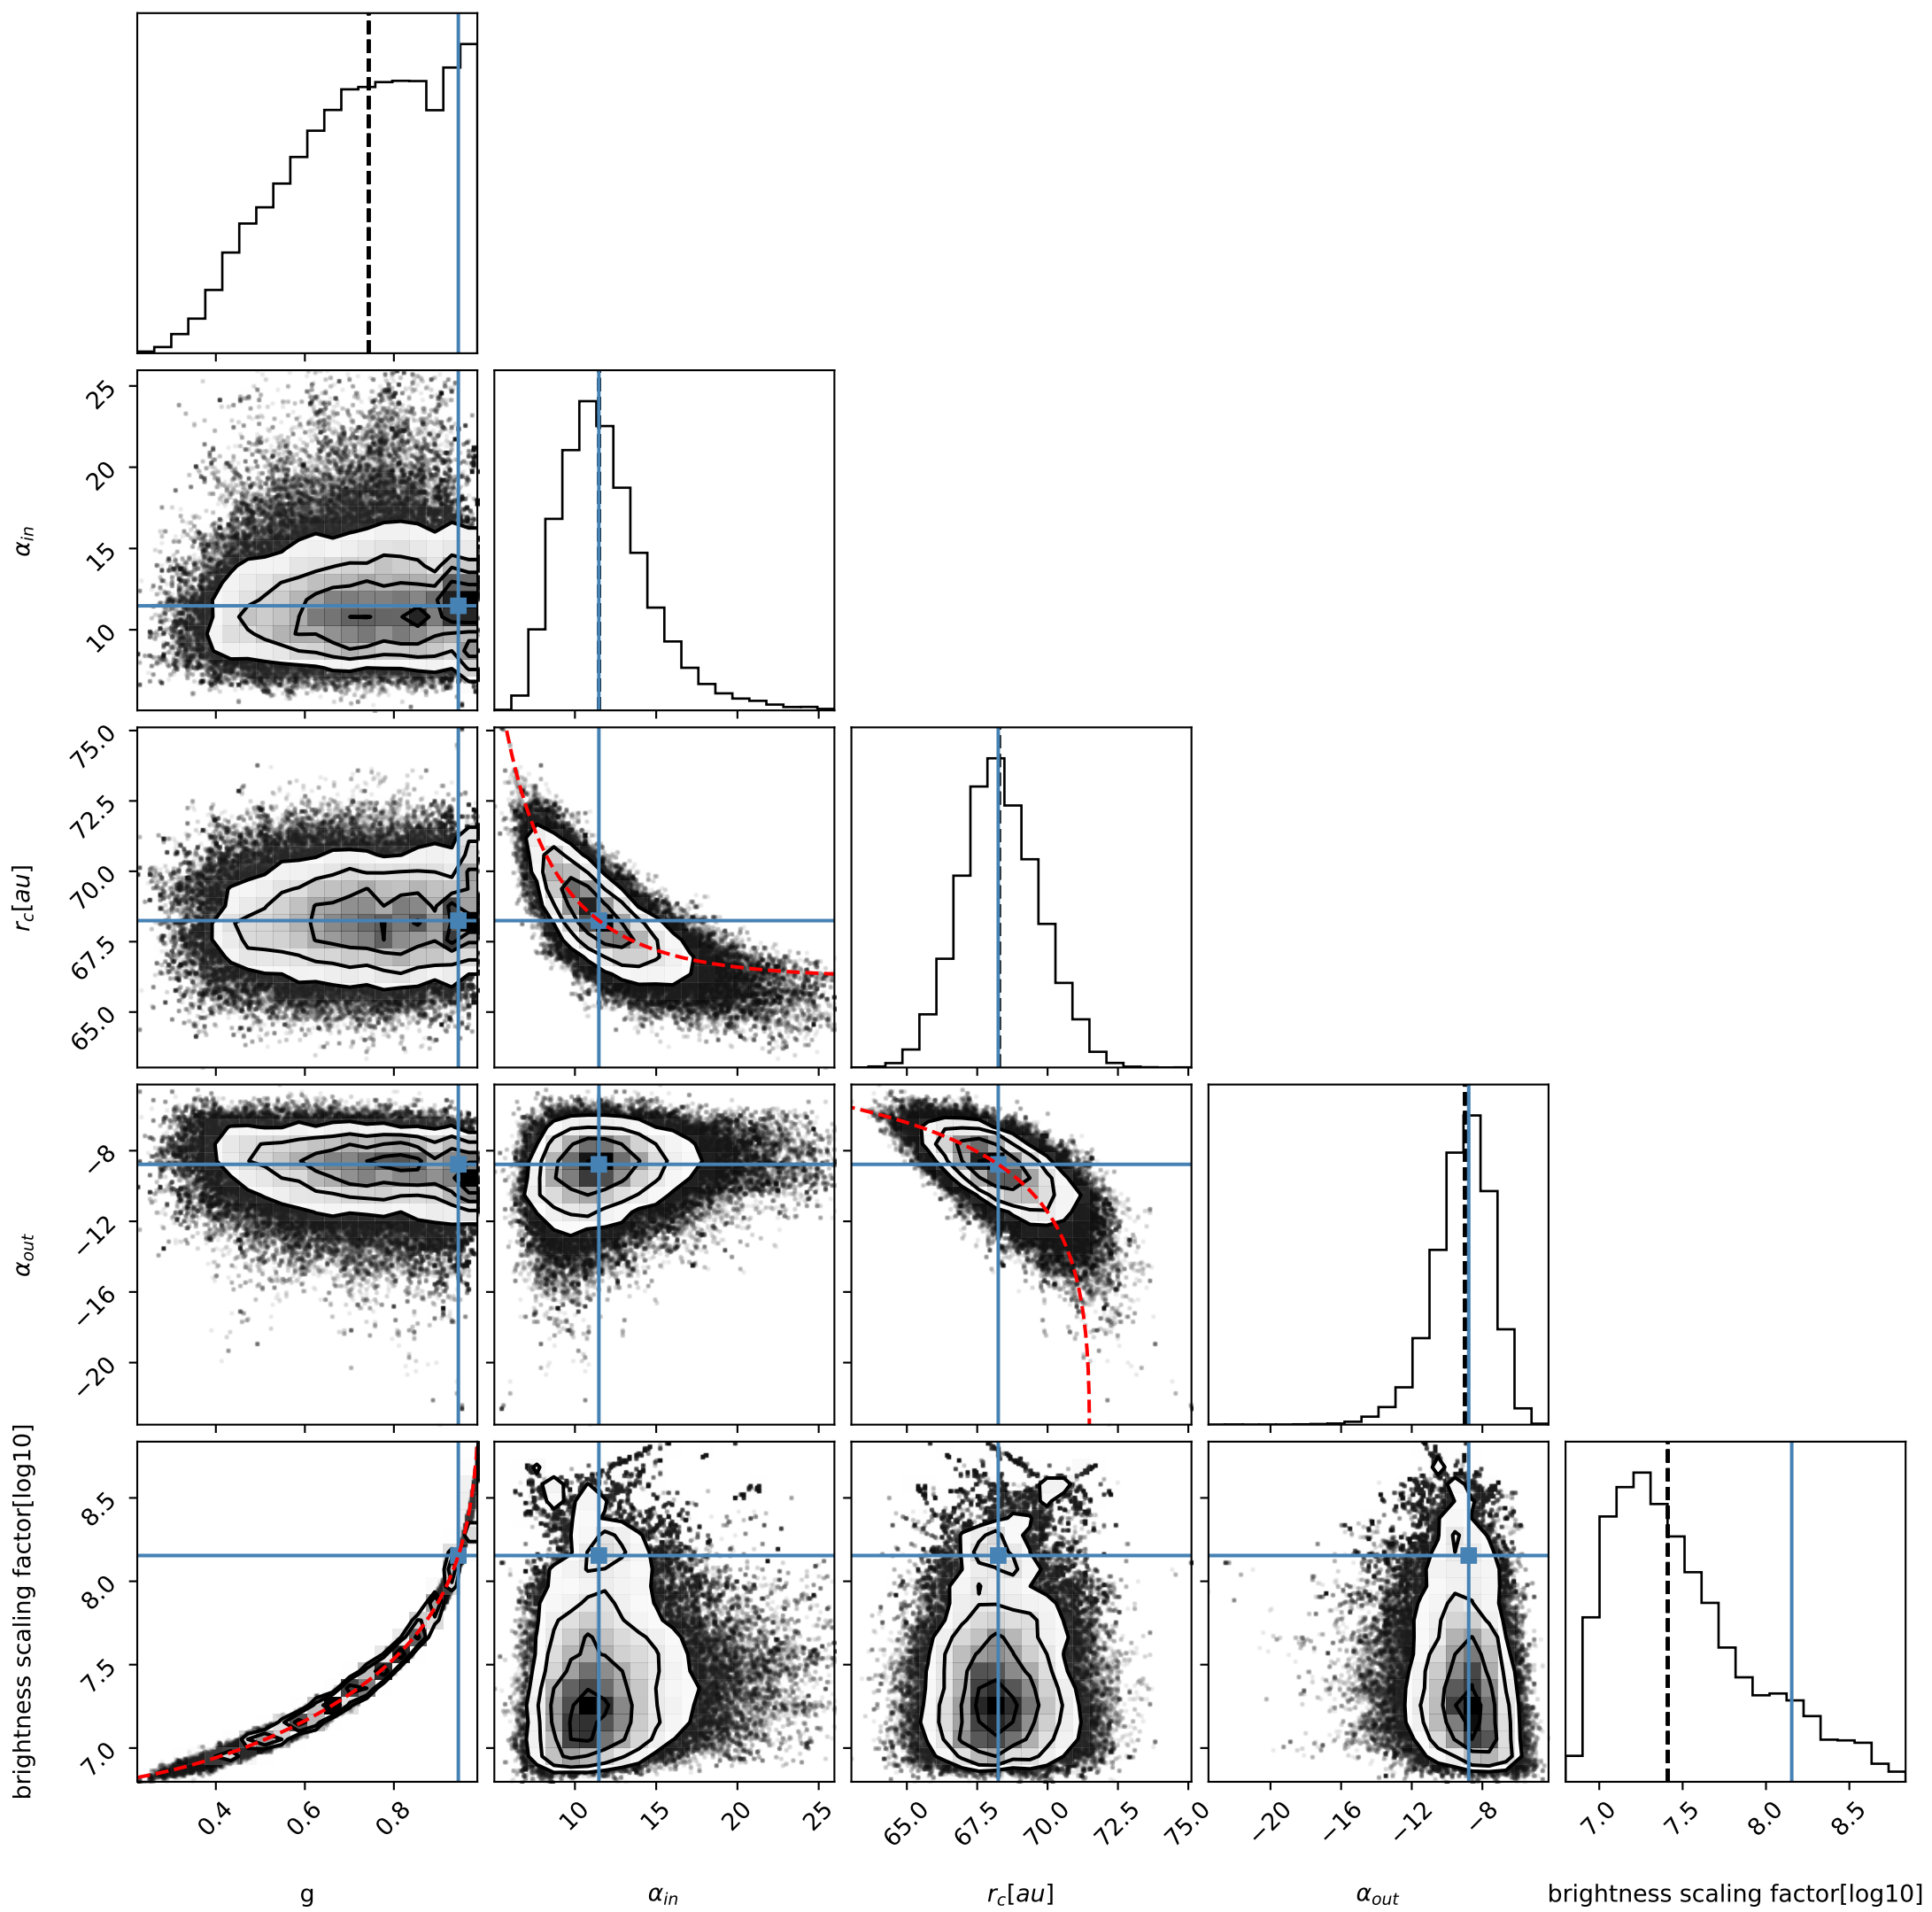 25
20
15
10
α_in
75.0
72.5
70.0
67.5
65.0
r_c[au]
−8
−12
−16
−20
α_out
8.5
8.0
7.5
7.0
brightness scaling factor[log10]
0.4 0.6 0.8 10 15 20 25 65.0 67.5 70.0 72.5 75.0 −20 −16 −12 −8 7.0 7.5 8.0 8.5
g α_in r_c[au] α_out brightness scaling factor[log10]